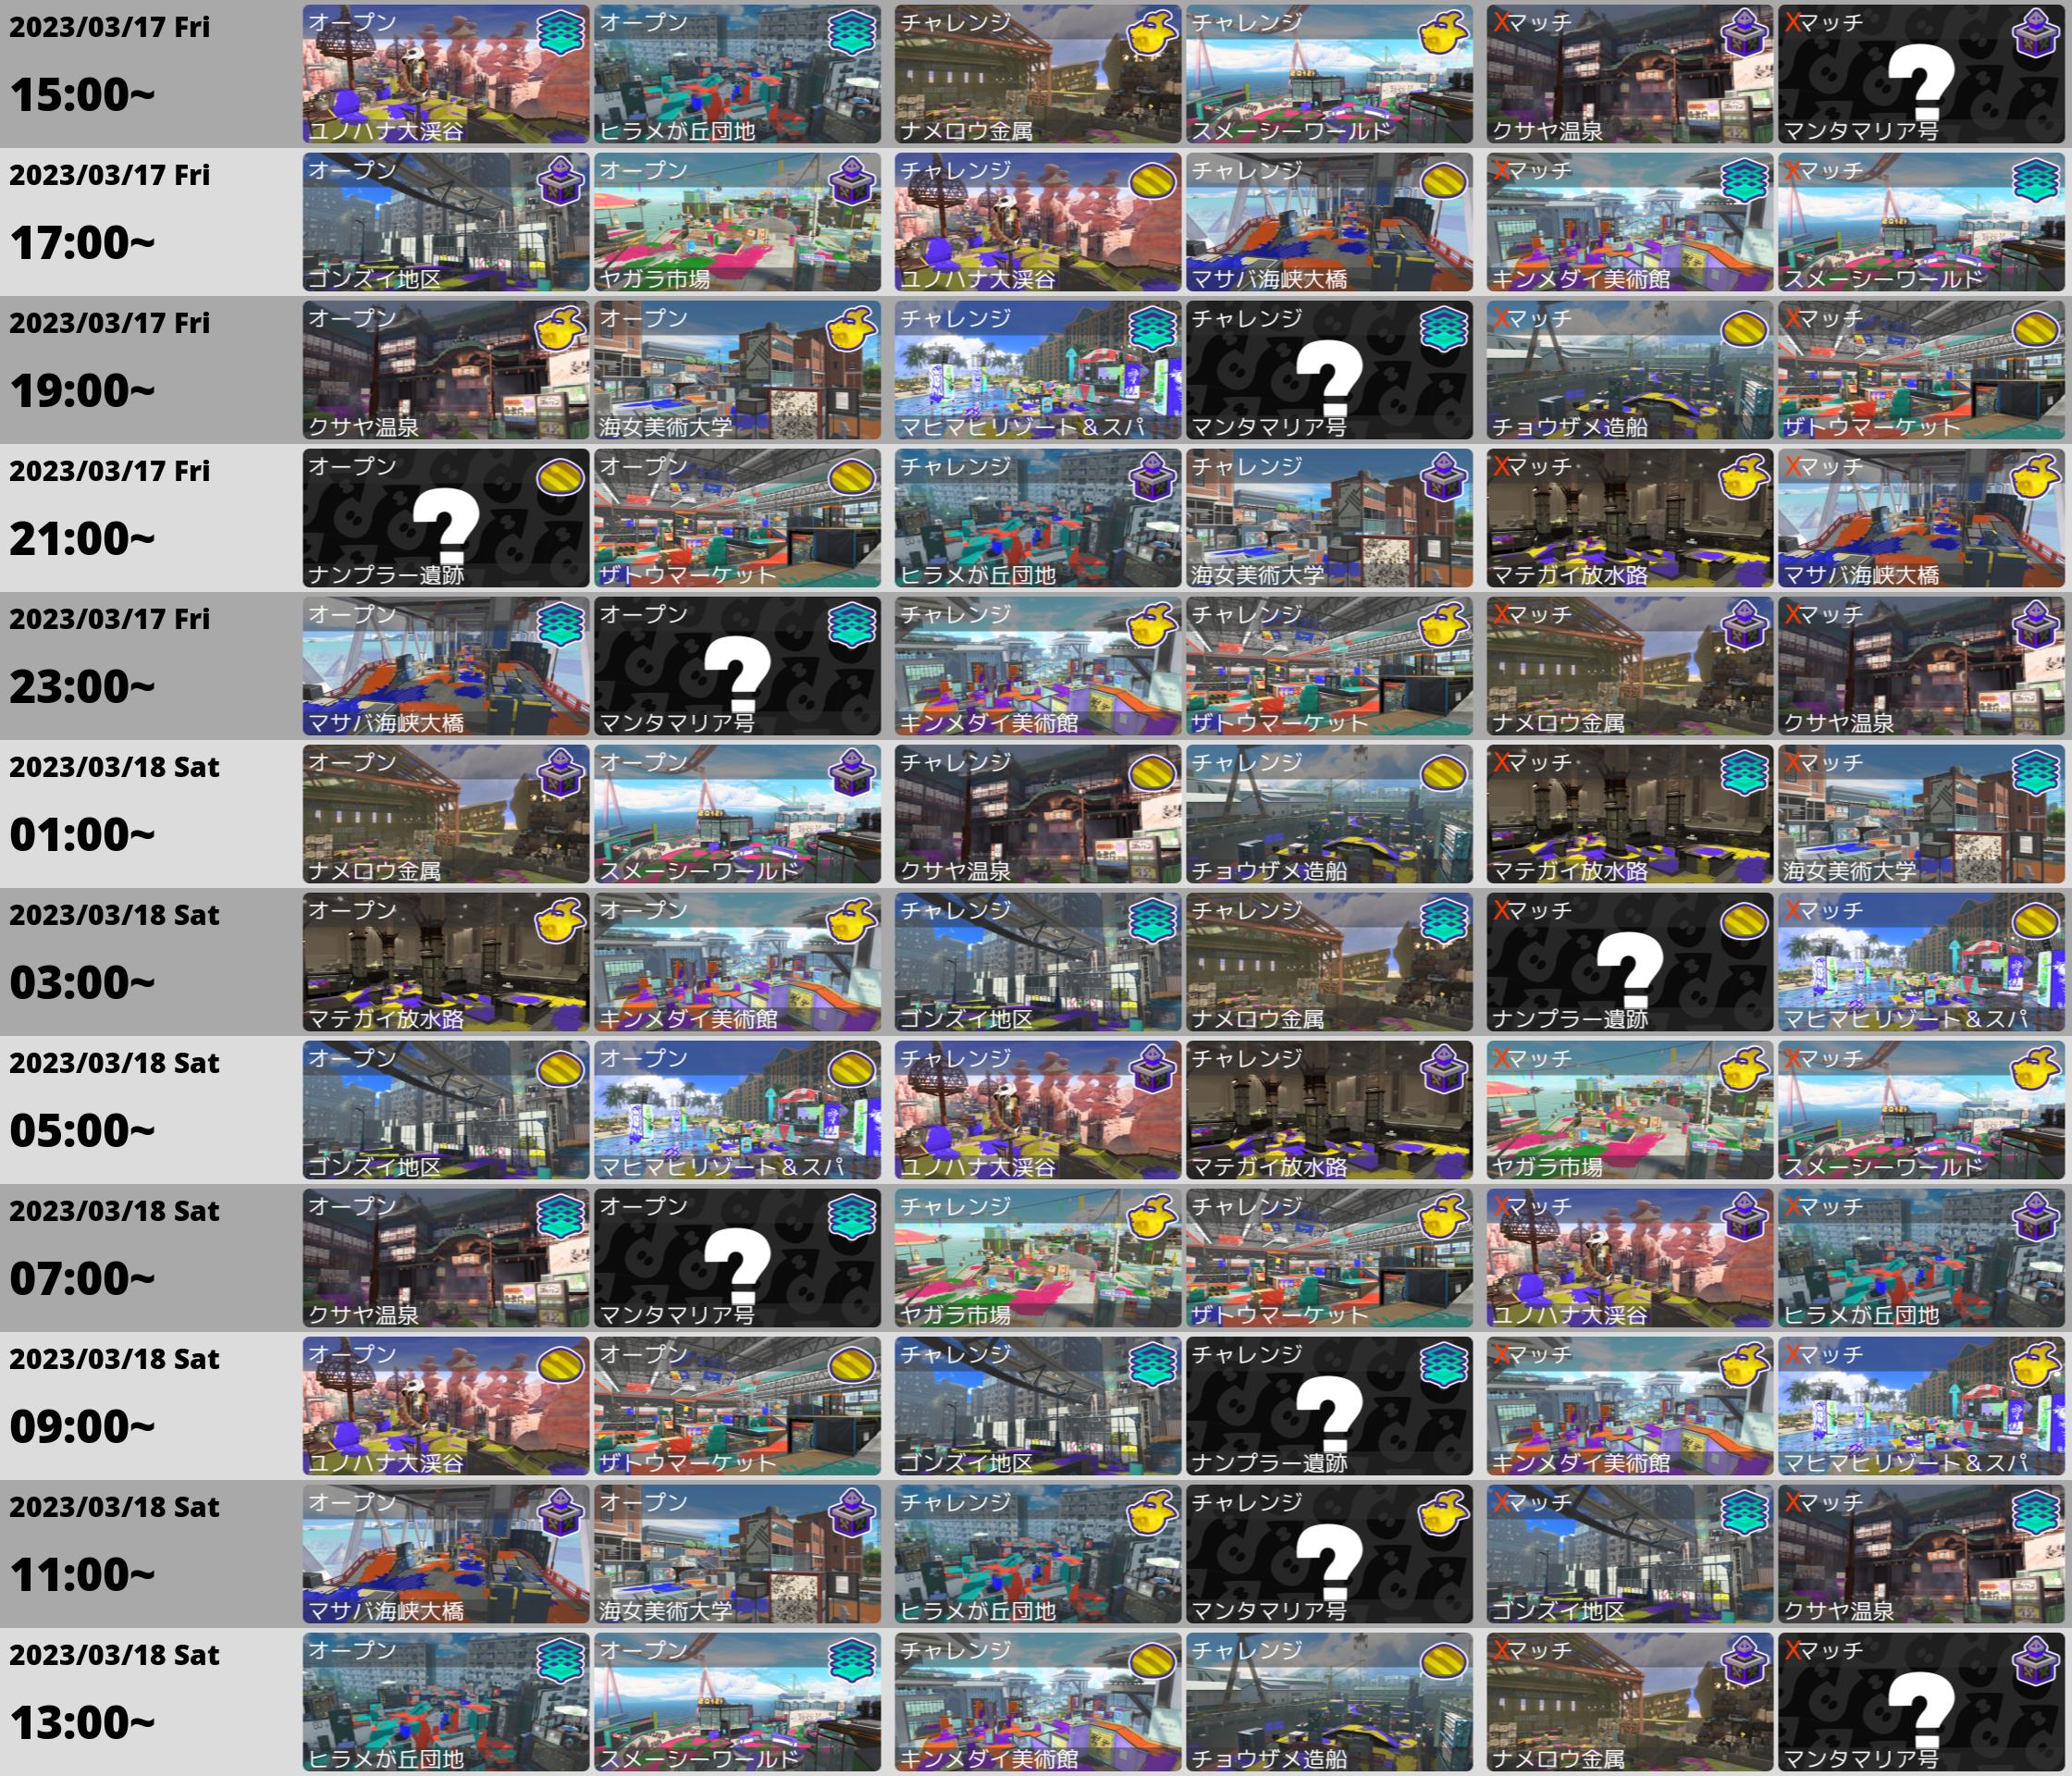 2023/03/17 Fri
15:00~
オープン オープン チャレンジ チャレンジ Xマッチ Xマッチ
ユノハナ大渓谷 ヒラメが丘団地 ナメロウ金属 スメーシーワールド クサヤ温泉 マンタマリア号
2023/03/17 Fri
17:00~
オープン オープン チャレンジ チャレンジ Xマッチ Xマッチ
ゴンズイ地区 ヤガラ市場 ユノハナ大渓谷 マサバ海峡大橋 キンメダイ美術館 スメーシーワールド
2023/03/17 Fri
19:00~
オープン オープン チャレンジ チャレンジ Xマッチ Xマッチ
クサヤ温泉 海女美術大学 マヒマヒリゾート&スパ マンタマリア号 チョウザメ造船 ザトウマーケット
2023/03/17 Fri
21:00~
オープン オープン チャレンジ チャレンジ Xマッチ Xマッチ
ナンプラー遺跡 ザトウマーケット ヒラメが丘団地 海女美術大学 マテガイ放水路 マサバ海峡大橋
2023/03/17 Fri
23:00~
オープン オープン チャレンジ チャレンジ Xマッチ Xマッチ
マサバ海峡大橋 マンタマリア号 キンメダイ美術館 ザトウマーケット ナメロウ金属 クサヤ温泉
2023/03/18 Sat
01:00~
オープン オープン チャレンジ チャレンジ Xマッチ Xマッチ
ナメロウ金属 スメーシーワールド クサヤ温泉 チョウザメ造船 マテガイ放水路 海女美術大学
2023/03/18 Sat
03:00~
オープン オープン チャレンジ チャレンジ Xマッチ Xマッチ
マテガイ放水路 キンメダイ美術館 ゴンズイ地区 ナメロウ金属 ナンプラー遺跡 マヒマヒリゾート&スパ
2023/03/18 Sat
05:00~
オープン オープン チャレンジ チャレンジ Xマッチ Xマッチ
ゴンズイ地区 マヒマヒリゾート&スパ ユノハナ大渓谷 マテガイ放水路 ヤガラ市場 スメーシーワールド
2023/03/18 Sat
07:00~
オープン オープン チャレンジ チャレンジ Xマッチ Xマッチ
クサヤ温泉 マンタマリア号 ヤガラ市場 ザトウマーケット ユノハナ大渓谷 ヒラメが丘団地
2023/03/18 Sat
09:00~
オープン オープン チャレンジ チャレンジ Xマッチ Xマッチ
ユノハナ大渓谷 ザトウマーケット ゴンズイ地区 ナンプラー遺跡 キンメダイ美術館 マヒマヒリゾート&スパ
2023/03/18 Sat
11:00~
オープン オープン チャレンジ チャレンジ Xマッチ Xマッチ
マサバ海峡大橋 海女美術大学 ヒラメが丘団地 マンタマリア号 ゴンズイ地区 クサヤ温泉
2023/03/18 Sat
13:00~
オープン オープン チャレンジ チャレンジ Xマッチ Xマッチ
ヒラメが丘団地 スメーシーワールド キンメダイ美術館 チョウザメ造船 ナメロウ金属 マンタマリア号